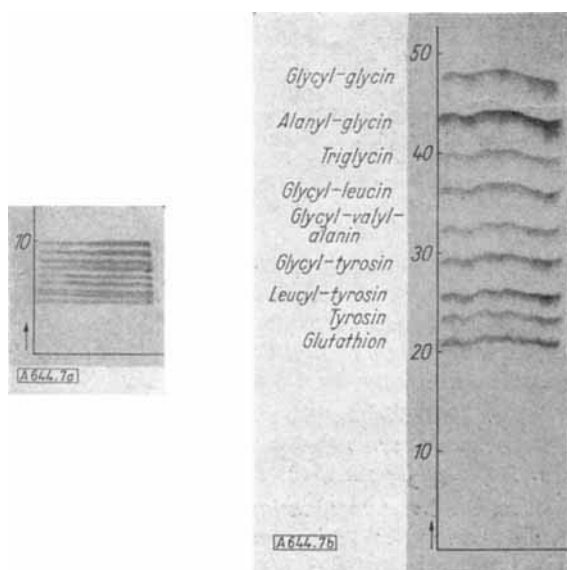 10
A644.7a
50
Glycyl-glycin
Alanyl-glycin
40
Triglycin
Glycyl-leucin
Glycyl-valyl-
alanin
30
Glycyl-tyrosin
Leucyl-tyrosin
Tyrosin
Glutathion
20
10
A644.7b